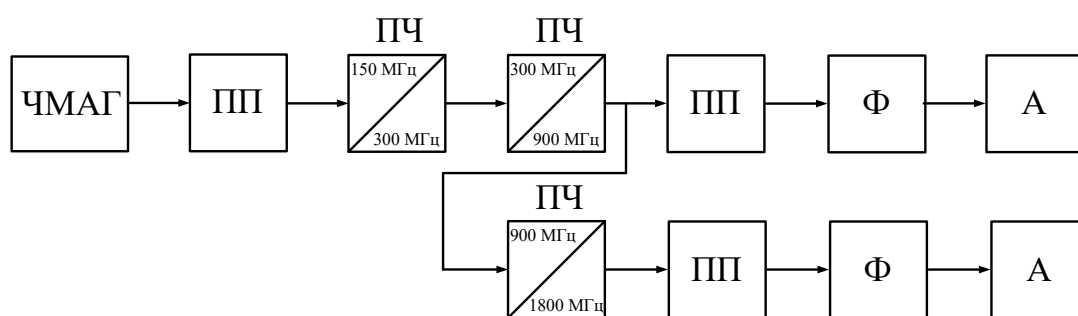 ПЧ ПЧ
ЧМАГ ПП 150 МГц 300 МГц 300 МГц 900 МГц ПП Ф А
ПЧ
900 МГц 1800 МГц ПП Ф А